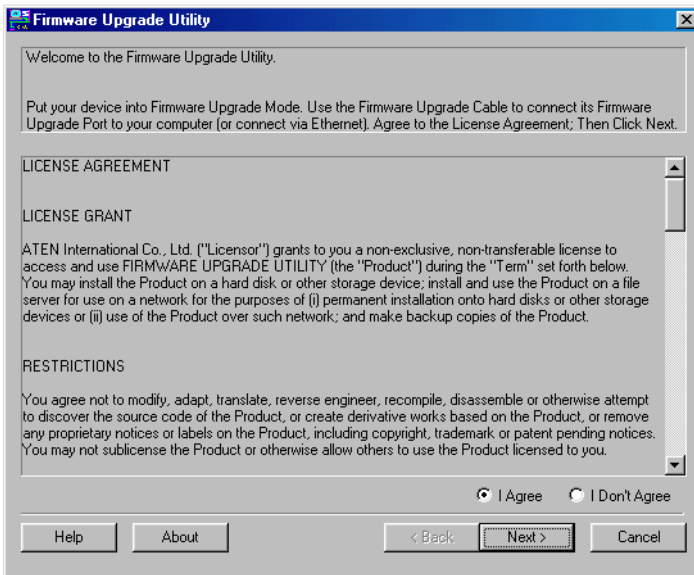 Firmware Upgrade Utility
Welcome to the Firmware Upgrade Utility.
Put your device into Firmware Upgrade Mode. Use the Firmware Upgrade Cable to connect its Firmware
Upgrade Port to your computer (or connect via Ethernet). Agree to the License Agreement; Then Click Next.
LICENSE AGREEMENT
LICENSE GRANT
ATEN International Co., Ltd. ("Licensor") grants to you a non-exclusive, non-transferable license to
access and use FIRMWARE UPGRADE UTILITY (the "Product") during the "Term" set forth below.
You may install the Product on a hard disk or other storage device; install and use the Product on a file
server for use on a network for the purposes of (i) permanent installation onto hard disks or other storage
devices or (ii) use of the Product over such network; and make backup copies of the Product.
RESTRICTIONS
You agree not to modify, adapt, translate, reverse engineer, recompile, disassemble or otherwise attempt
to discover the source code of the Product, or create derivative works based on the Product, or remove
any proprietary notices or labels on the Product, including copyright, trademark or patent pending notices.
You may not sublicense the Product or otherwise allow others to use the Product licensed to you.
I Agree I Don't Agree
Help About < Back Next > Cancel